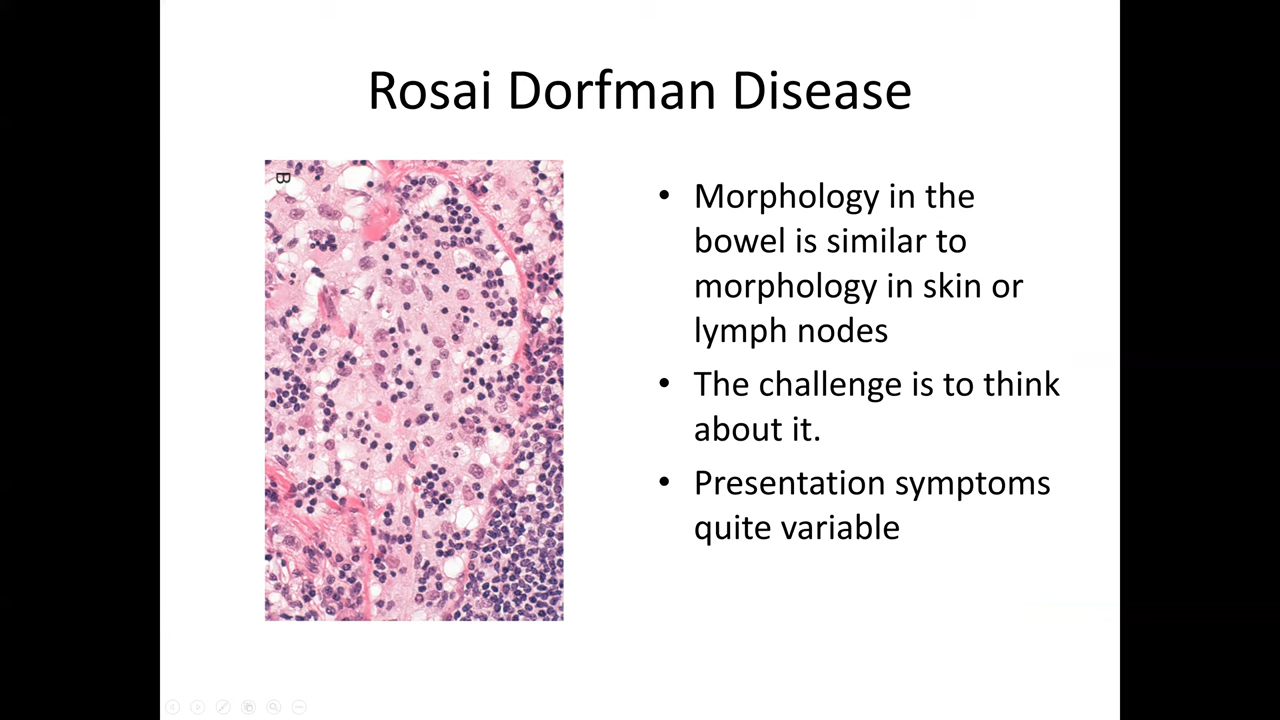 Rosai Dorfman Disease
B
• Morphology in the
bowel is similar to
morphology in skin or
lymph nodes
• The challenge is to think
about it.
• Presentation symptoms
quite variable